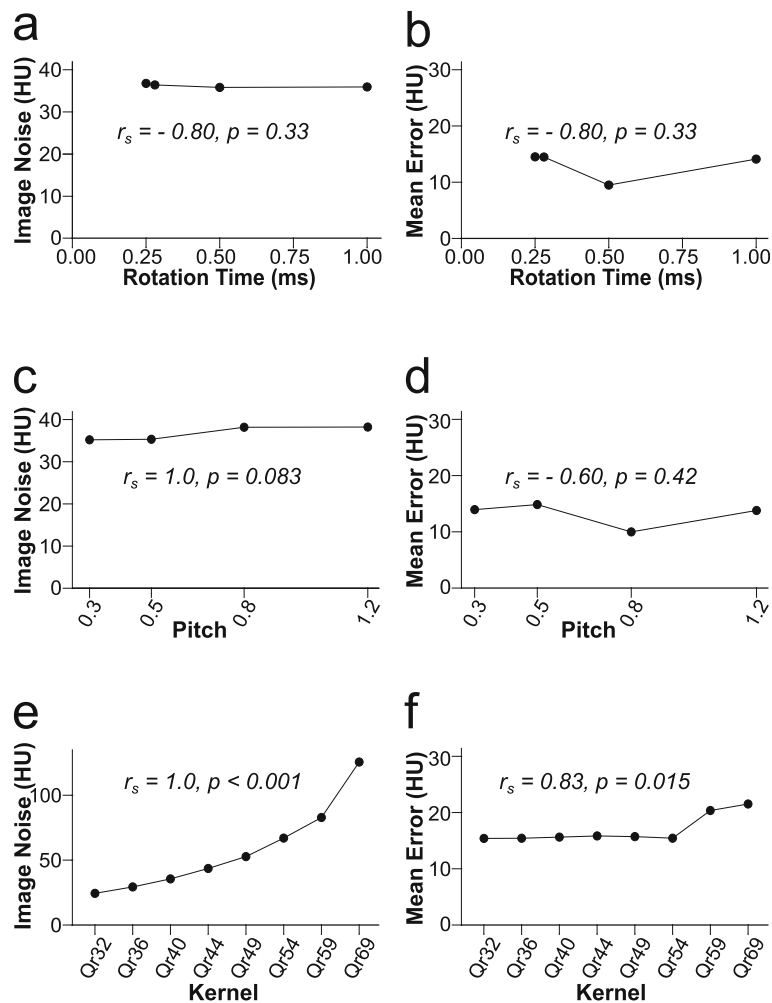 a
Image Noise (HU)
40
30
20
10
0
r_s = - 0.80, p = 0.33
0.00 0.25 0.50 0.75 1.00
Rotation Time (ms)
b
Mean Error (HU)
30
20
10
0
r_s = - 0.80, p = 0.33
0.00 0.25 0.50 0.75 1.00
Rotation Time (ms)
c
Image Noise (HU)
40
30
20
10
0
r_s = 1.0, p = 0.083
0.3 0.5 0.8 1.2
Pitch
d
Mean Error (HU)
30
20
10
0
r_s = - 0.60, p = 0.42
0.3 0.5 0.8 1.2
Pitch
e
Image Noise (HU)
100
50
0
r_s = 1.0, p < 0.001
Qr32 Qr36 Qr40 Qr44 Qr49 Qr54 Qr59 Qr69
Kernel
f
Mean Error (HU)
30
20
10
0
r_s = 0.83, p = 0.015
Qr32 Qr36 Qr40 Qr44 Qr49 Qr54 Qr59 Qr69
Kernel